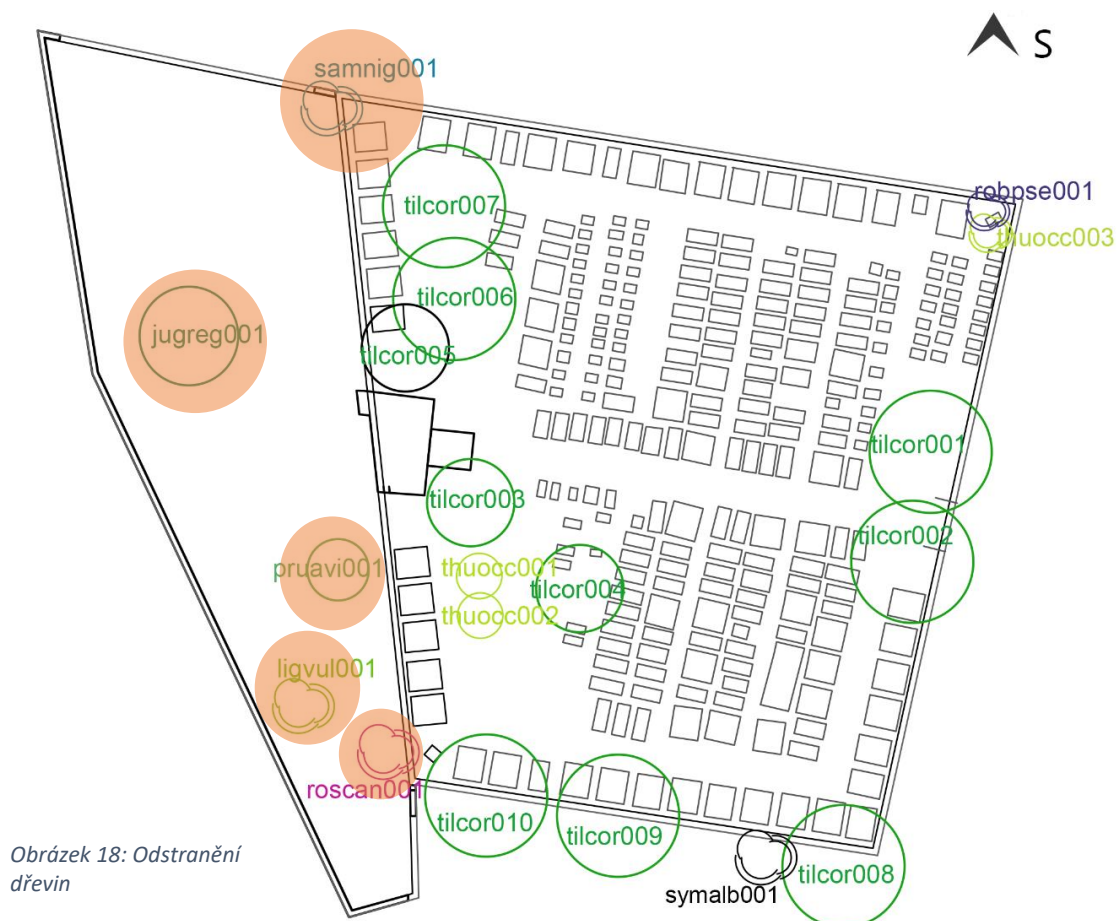 S
samnig001
robpse001
tilcor007
thuocc003
tilcor006
jugreg001
tilcor005
tilcor001
tilcor003
tilcor002
pruavi001
thuocc001
tilcor004
thuocc002
ligvul001
roscan001
tilcor010
tilcor009
tilcor008
symalb001
Obrázek 18: Odstranění
dřevin